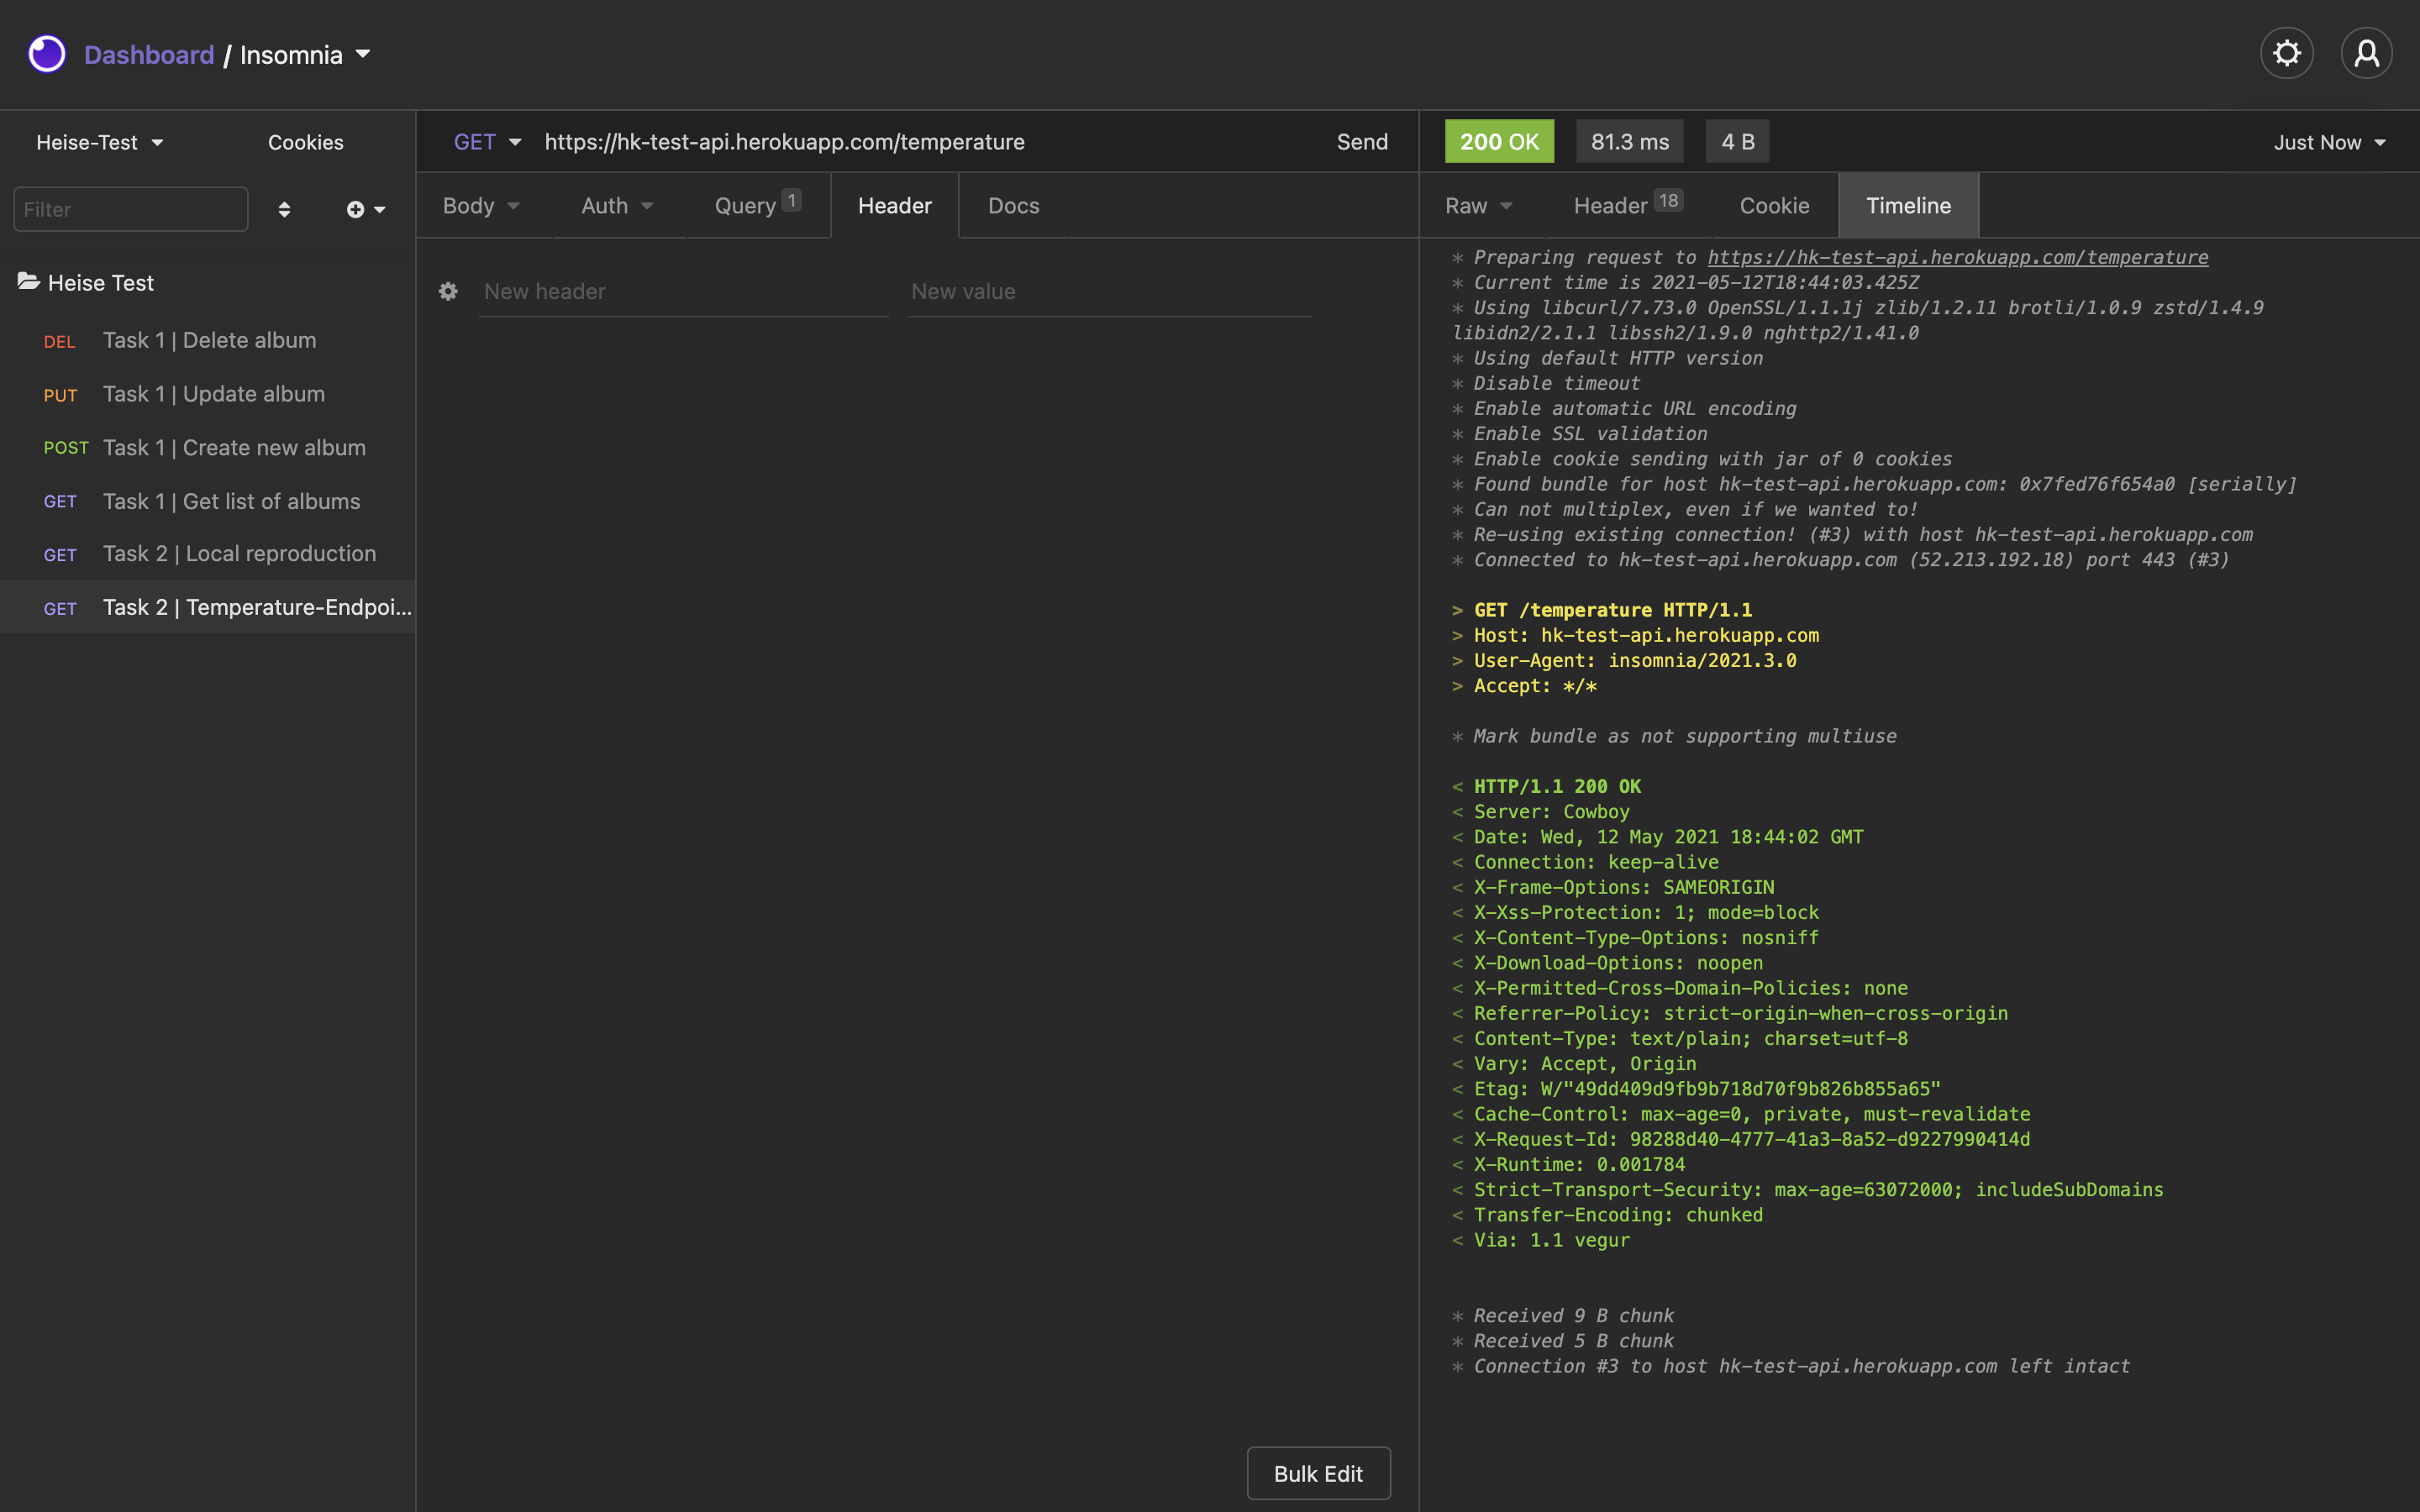 Dashboard / Insomnia
Heise-Test
Cookies
Filter
Heise Test
DEL Task 1 | Delete album
PUT Task 1 | Update album
POST Task 1 | Create new album
GET Task 1 | Get list of albums
GET Task 2 | Local reproduction
GET Task 2 | Temperature-Endpoi...
GET https://hk-test-api.herokuapp.com/temperature Send
Body Auth Query 1 Header Docs
New header New value
Bulk Edit
200 OK 81.3 ms 4 B Just Now
Raw Header 18 Cookie Timeline
* Preparing request to https://hk-test-api.herokuapp.com/temperature
* Current time is 2021-05-12T18:44:03.425Z
* Using libcurl/7.73.0 OpenSSL/1.1.1j zlib/1.2.11 brotli/1.0.9 zstd/1.4.9
libidn2/2.1.1 libssh2/1.9.0 nghttp2/1.41.0
* Using default HTTP version
* Disable timeout
* Enable automatic URL encoding
* Enable SSL validation
* Enable cookie sending with jar of 0 cookies
* Found bundle for host hk-test-api.herokuapp.com: 0x7fed76f654a0 [serially]
* Can not multiplex, even if we wanted to!
* Re-using existing connection! (#3) with host hk-test-api.herokuapp.com
* Connected to hk-test-api.herokuapp.com (52.213.192.18) port 443 (#3)
> GET /temperature HTTP/1.1
> Host: hk-test-api.herokuapp.com
> User-Agent: insomnia/2021.3.0
> Accept: */*
* Mark bundle as not supporting multiuse
< HTTP/1.1 200 OK
< Server: Cowboy
< Date: Wed, 12 May 2021 18:44:02 GMT
< Connection: keep-alive
< X-Frame-Options: SAMEORIGIN
< X-Xss-Protection: 1; mode=block
< X-Content-Type-Options: nosniff
< X-Download-Options: noopen
< X-Permitted-Cross-Domain-Policies: none
< Referrer-Policy: strict-origin-when-cross-origin
< Content-Type: text/plain; charset=utf-8
< Vary: Accept, Origin
< Etag: W/"49dd409d9fb9b718d70f9b826b855a65"
< Cache-Control: max-age=0, private, must-revalidate
< X-Request-Id: 98288d40-4777-41a3-8a52-d9227990414d
< X-Runtime: 0.001784
< Strict-Transport-Security: max-age=63072000; includeSubDomains
< Transfer-Encoding: chunked
< Via: 1.1 vegur
* Received 9 B chunk
* Received 5 B chunk
* Connection #3 to host hk-test-api.herokuapp.com left intact